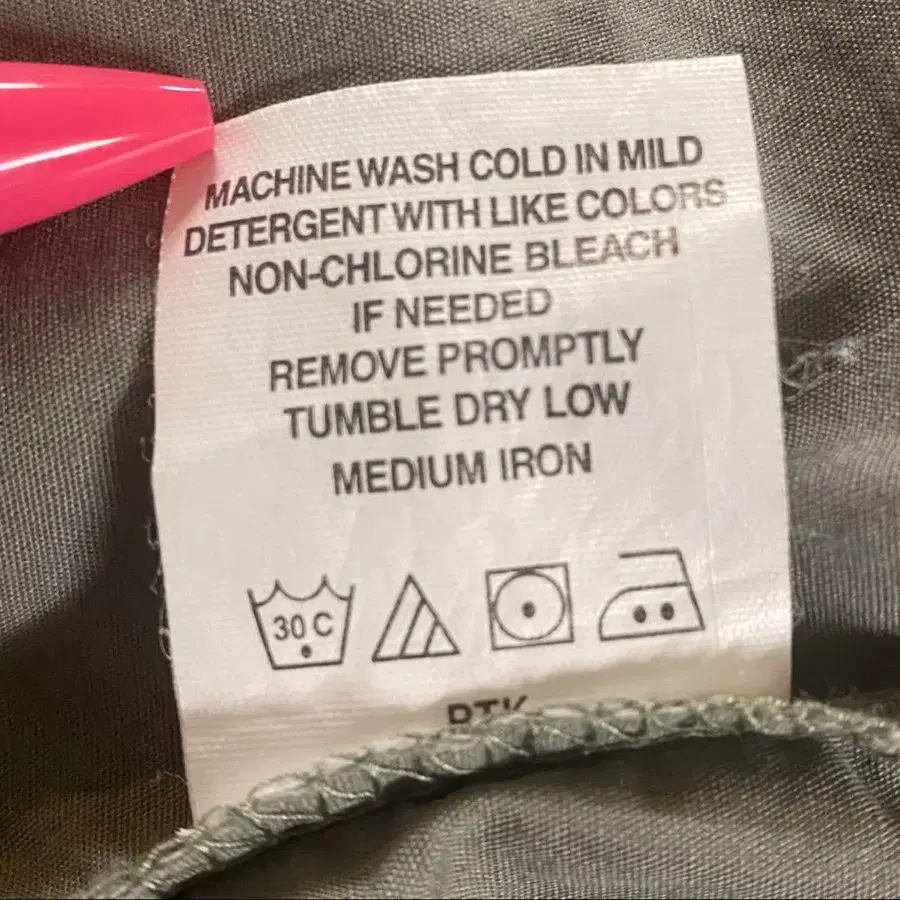 MACHINE WASH COLD IN MILD
DETERGENT WITH LIKE COLORS
NON-CHLORINE BLEACH
IF NEEDED
REMOVE PROMPTLY
TUMBLE DRY LOW
MEDIUM IRON
30 C